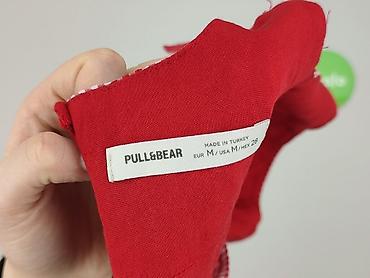 PULL&BEAR
MADE IN TURKEY
EUR M / USA M / MEX 28